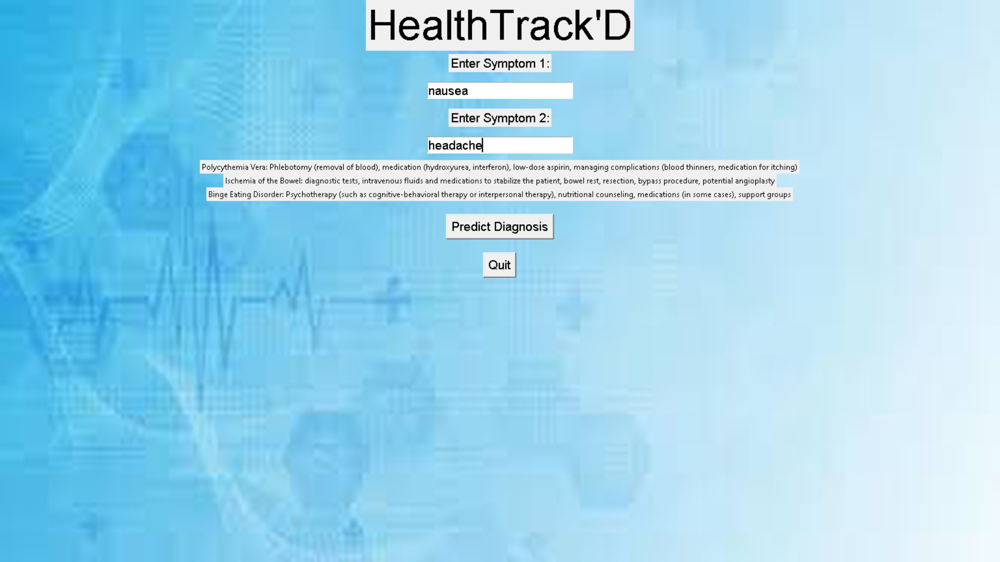 HealthTrack'D
Enter Symptom 1:
nausea
Enter Symptom 2:
headache
Polycythemia Vera: Phlebotomy (removal of blood), medication (hydroxyurea, interferon), low-dose aspirin, managing complications (blood thinners, medication for itching)
Ischemia of the Bowel: diagnostic tests, intravenous fluids and medications to stabilize the patient, bowel rest, resection, bypass procedure, potential angioplasty
Binge Eating Disorder: Psychotherapy (such as cognitive-behavioral therapy or interpersonal therapy), nutritional counseling, medications (in some cases), support groups
Predict Diagnosis
Quit